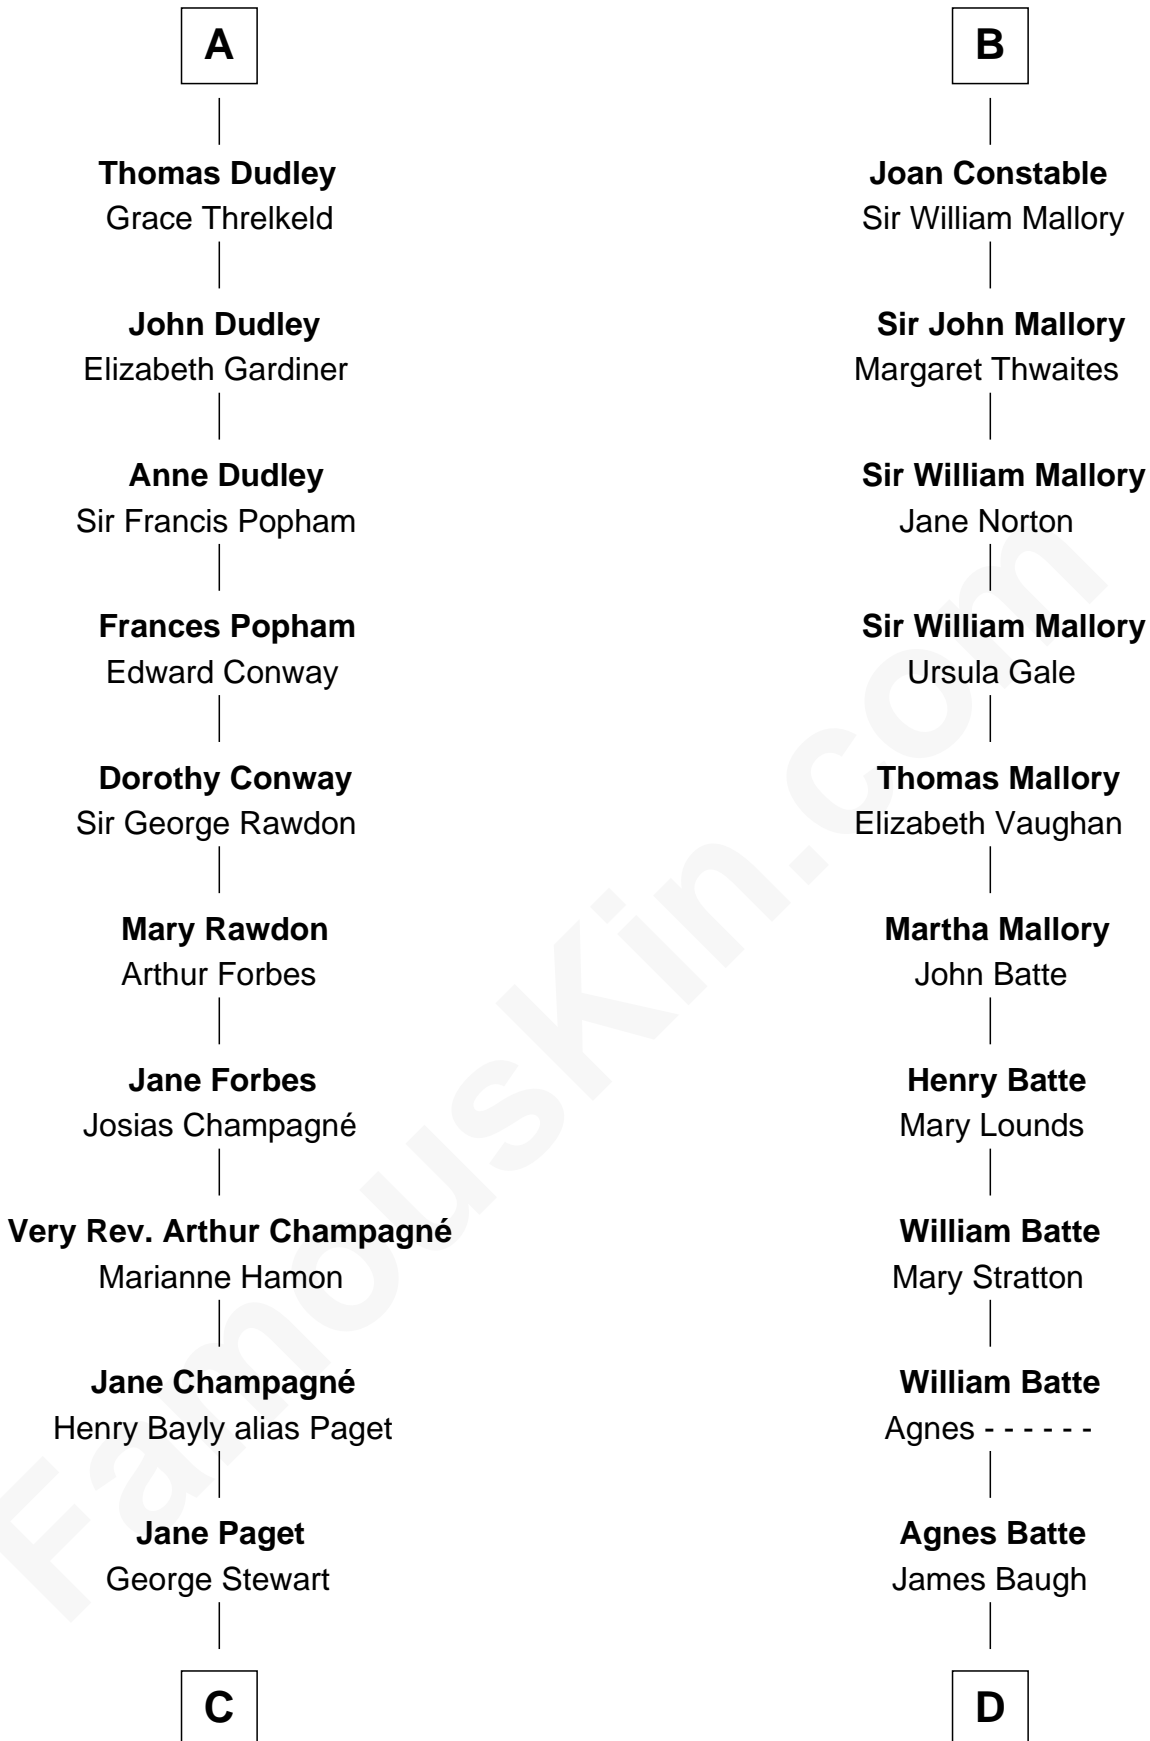 A
Thomas Dudley
Grace Threlkeld
John Dudley
Elizabeth Gardiner
Anne Dudley
Sir Francis Popham
Frances Popham
Edward Conway
Dorothy Conway
Sir George Rawdon
Mary Rawdon
Arthur Forbes
Jane Forbes
Josias Champagné
Very Rev. Arthur Champagné
Marianne Hamon
Jane Champagné
Henry Bayly alias Paget
Jane Paget
George Stewart
C
B
Joan Constable
Sir William Mallory
Sir John Mallory
Margaret Thwaites
Sir William Mallory
Jane Norton
Sir William Mallory
Ursula Gale
Thomas Mallory
Elizabeth Vaughan
Martha Mallory
John Batte
Henry Batte
Mary Lounds
William Batte
Mary Stratton
William Batte
Agnes - - - - - -
Agnes Batte
James Baugh
D
FamousKin.com